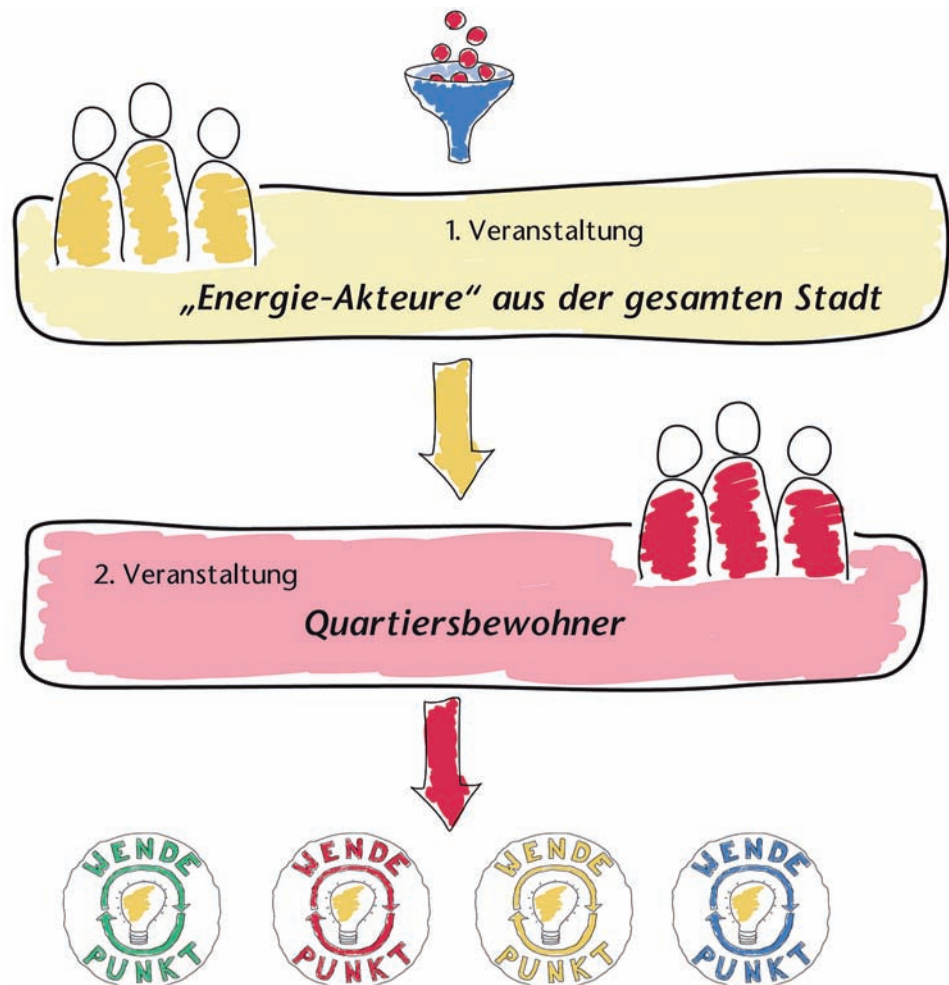 1. Veranstaltung
„Energie-Akteure“ aus der gesamten Stadt
2. Veranstaltung
Quartiersbewohner
WENDE
PUNKT
WENDE
PUNKT
WENDE
PUNKT
WENDE
PUNKT